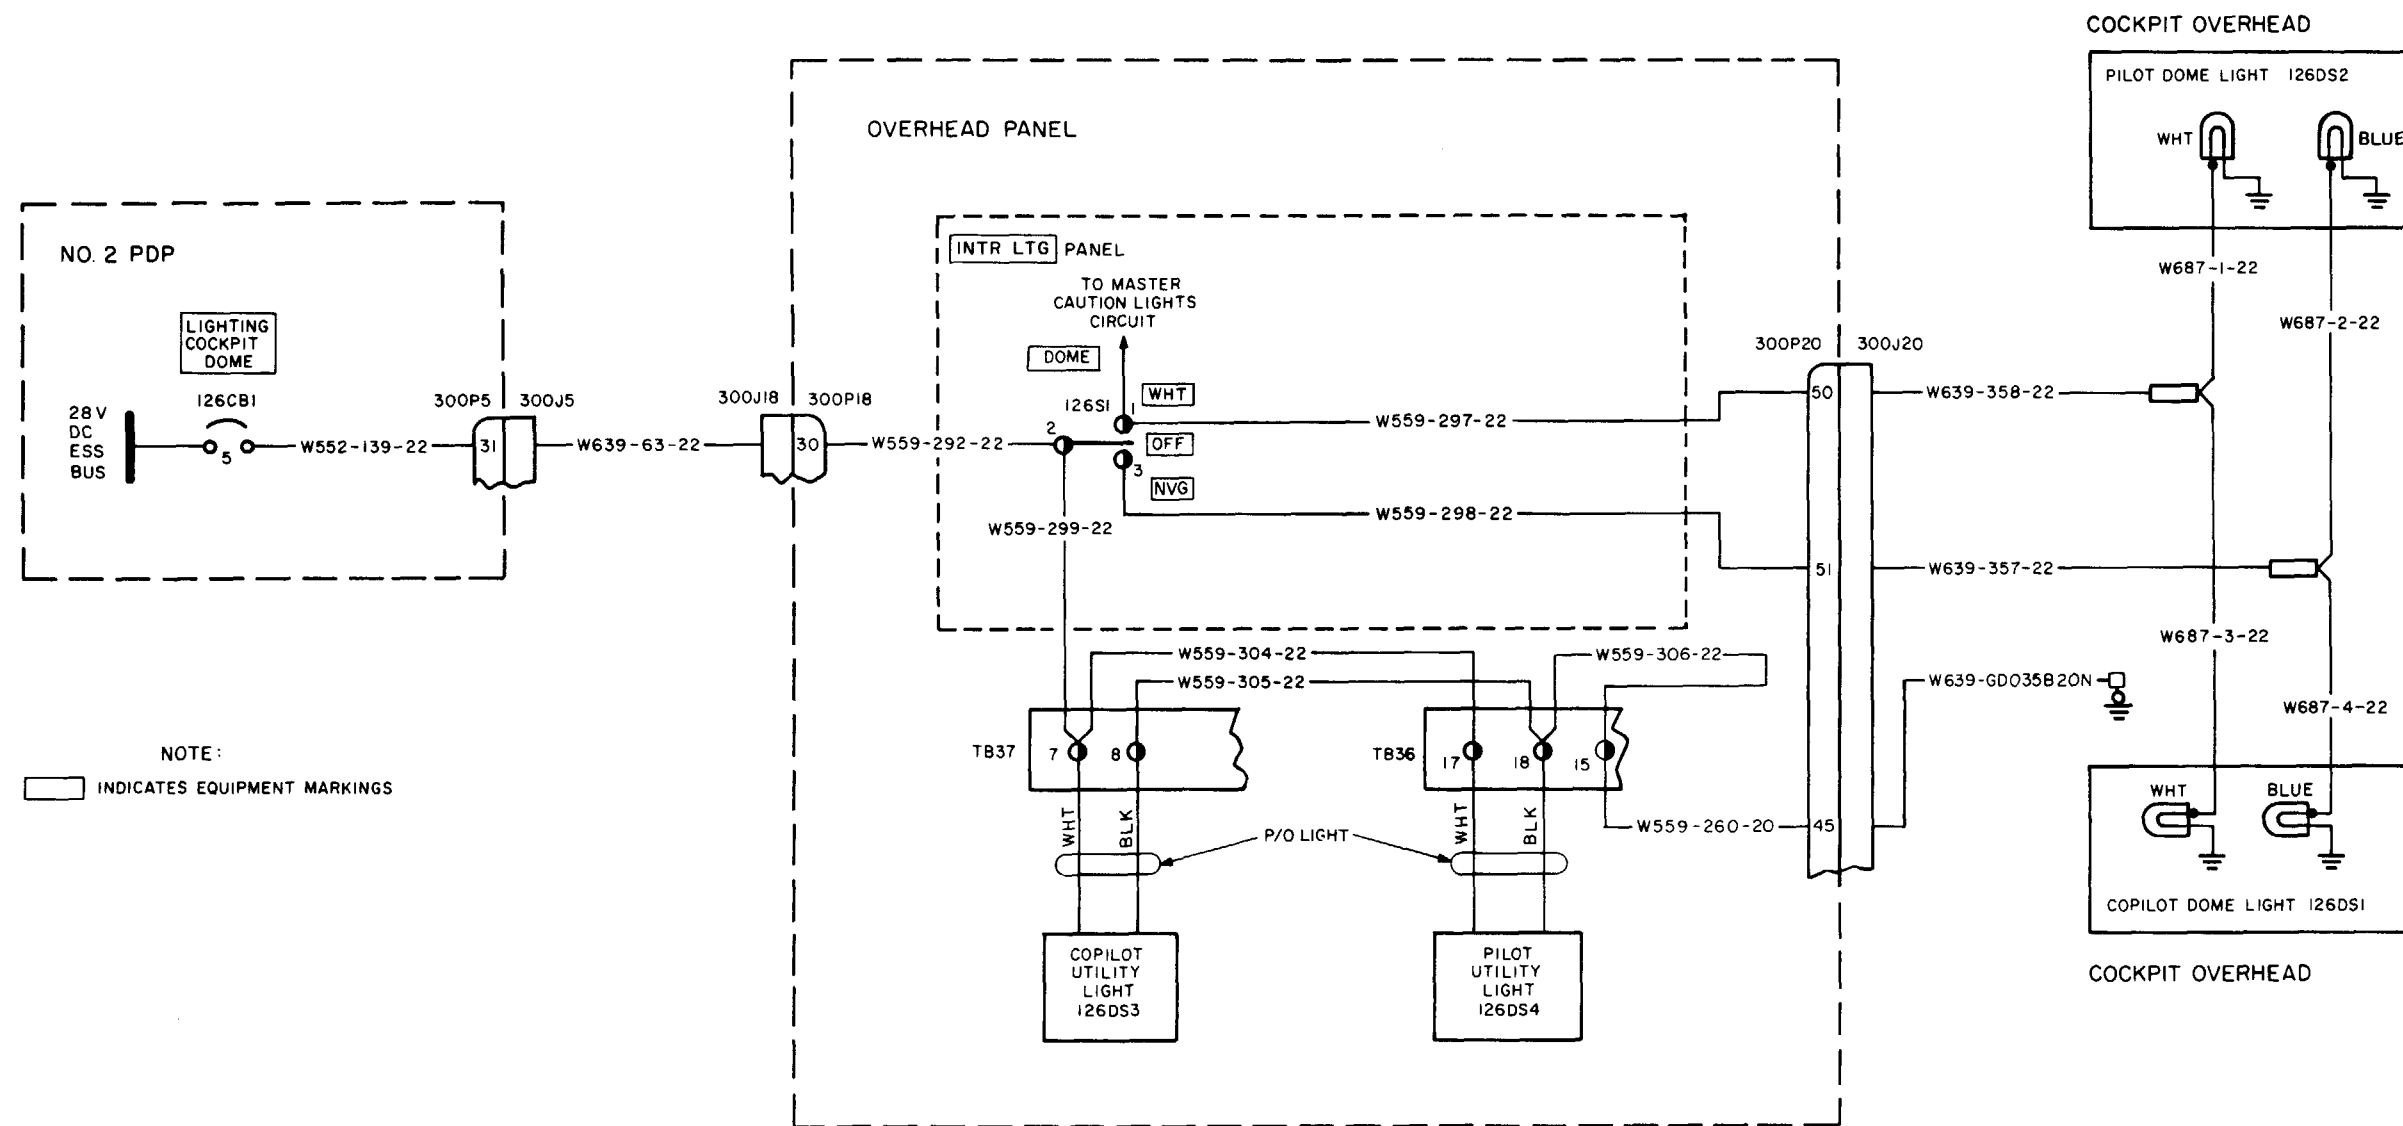 COCKPIT OVERHEAD
PILOT DOME LIGHT 126DS2
WHT
BLUE
OVERHEAD PANEL
NO. 2 PDP
INTR LTG PANEL
TO MASTER
CAUTION LIGHTS
CIRCUIT
W687-1-22
W687-2-22
LIGHTING
COCKPIT
DOME
DOME
300P20
300J20
126CB1
300P5
300J5
300J18
300P18
126S1
1
WHT
50
W639-358-22
28V
DC
ESS
BUS
5
W552-139-22
31
W639-63-22
30
W559-292-22
2
OFF
3
NVG
W559-297-22
W559-299-22
W559-298-22
51
W639-357-22
W687-3-22
W559-304-22
W559-306-22
W559-305-22
W639-GD035B20N
W687-4-22
NOTE:
INDICATES EQUIPMENT MARKINGS
TB37
7
8
TB36
17
18
15
WHT
BLK
P/O LIGHT
WHT
BLK
W559-260-20
45
WHT
BLUE
COPILOT DOME LIGHT 126DS1
COPILOT
UTILITY
LIGHT
126DS3
PILOT
UTILITY
LIGHT
126DS4
COCKPIT OVERHEAD